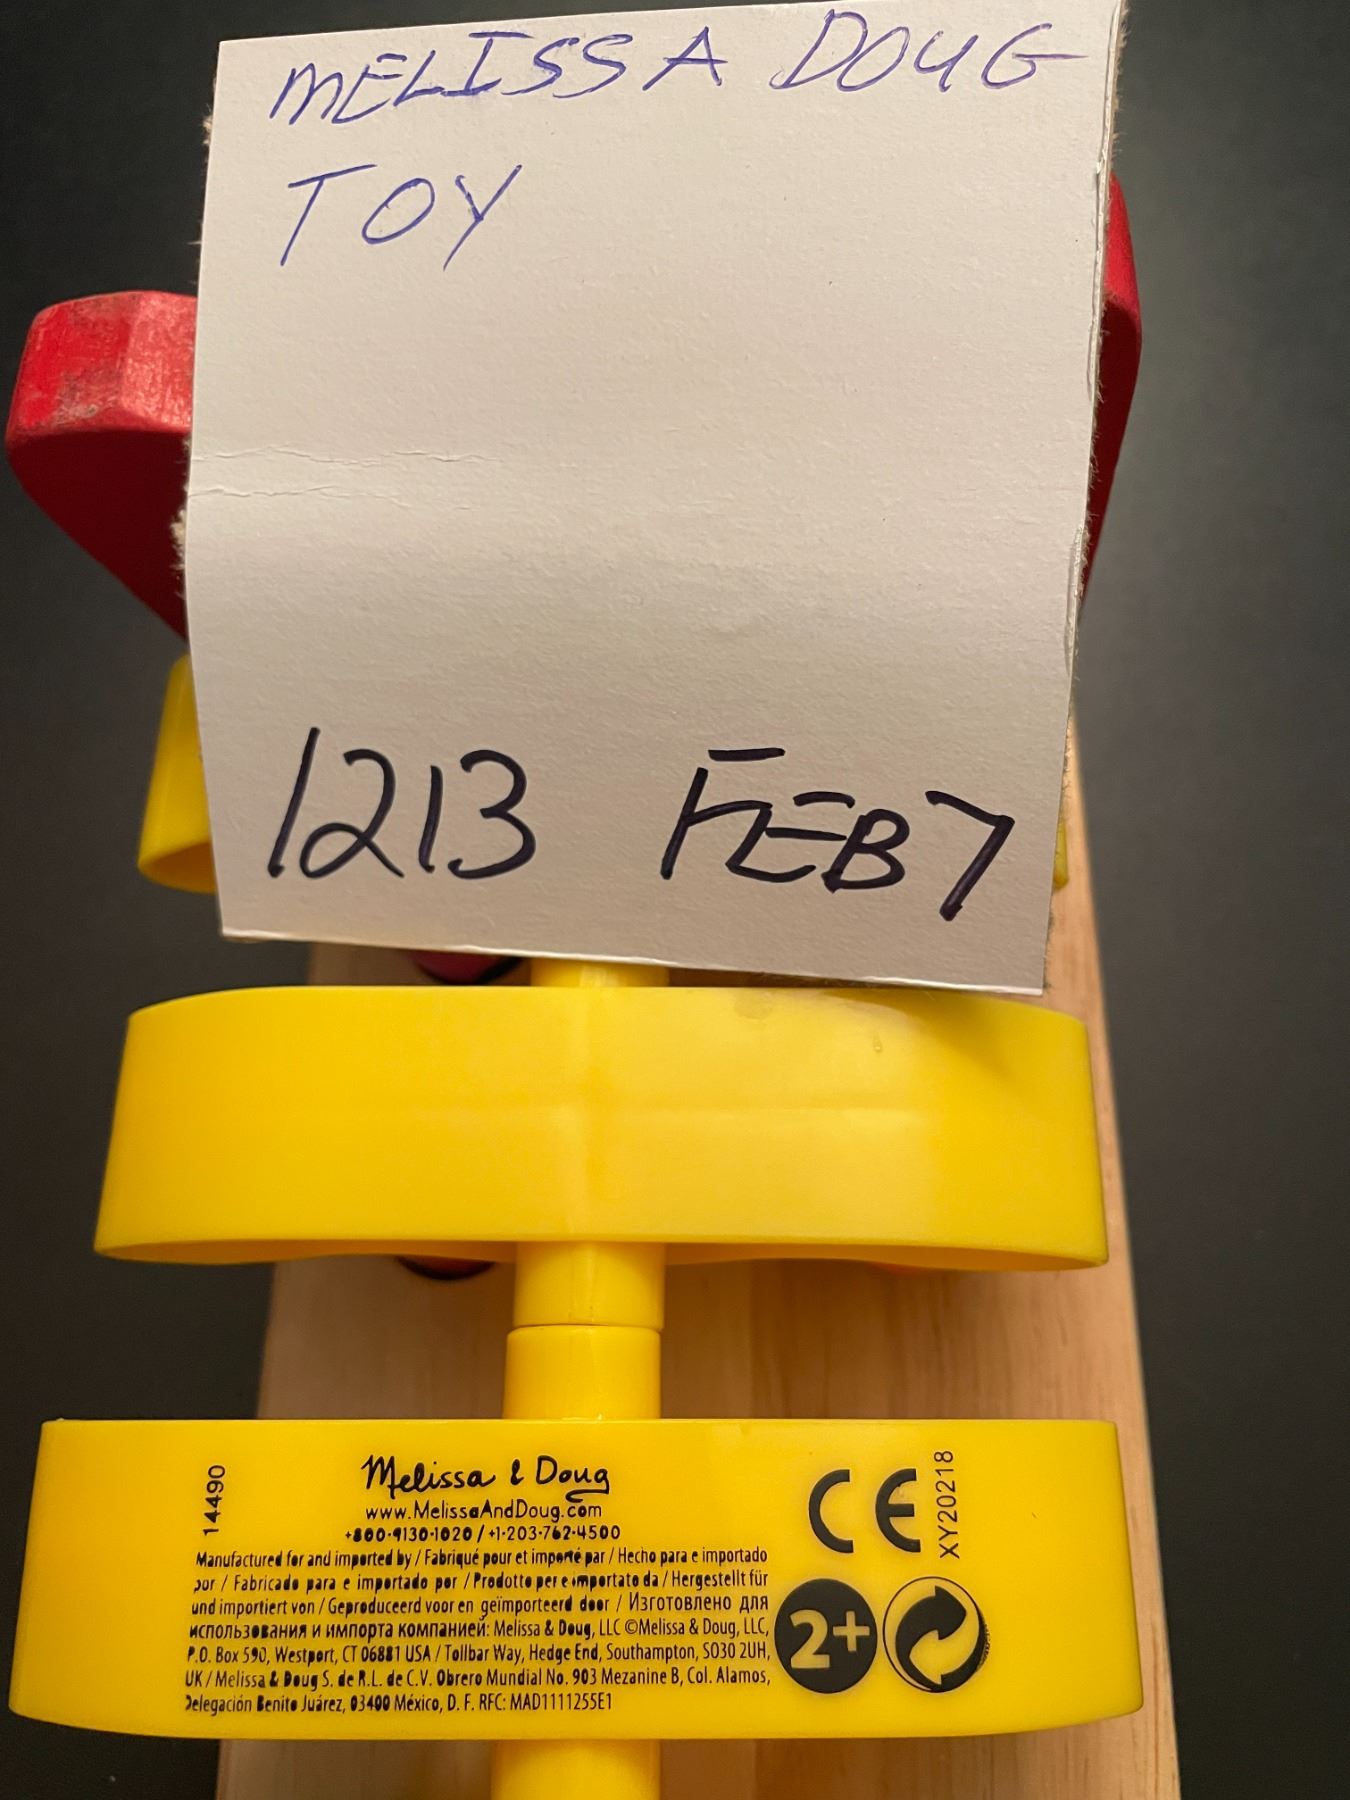 MELISSA DOUG
TOY
1213 FEB 7
14490
Melissa & Doug
www.MelissaAndDoug.com
+800-9130-1020 / +1-203-762-4500
Manufactured for and imported by / Fabriqué pour et importé par / Hecho para e importado
por / Fabricado para e importado por / Prodotto per e importato da / Hergestellt für
und importiert von / Geproduceerd voor en geïmporteerd door / Изготовлено для
использования и импорта компанией: Melissa & Doug, LLC ©Melissa & Doug, LLC,
P.O. Box 590, Westport, CT 06881 USA / Tollbar Way, Hedge End, Southampton, SO30 2UH,
UK / Melissa & Doug S. de R.L. de C.V. Obrero Mundial No. 903 Mezanine B, Col. Alamos,
Delegación Benito Juárez, 03400 México, D. F. RFC: MAD1111255E1
CE
XY20218
2+